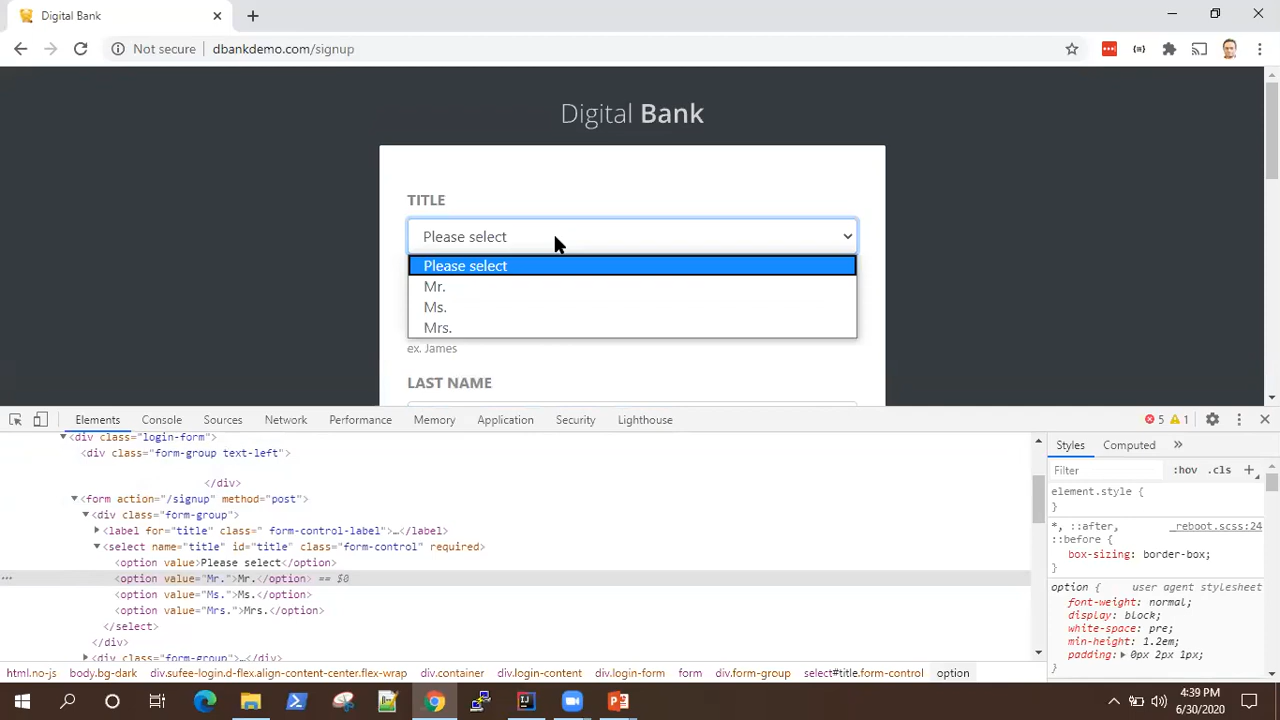 Digital Bank
Not secure
dbankdemo.com/signup
Digital Bank
TITLE
Please select
Please select
Mr.
Ms.
Mrs.
ex. James
LAST NAME
Elements Console Sources Network Performance Memory Application Security Lighthouse 5 1
<div class="login-form">
<div class="form-group text-left">
</div>
<form action="/signup" method="post">
<div class="form-group">
<label for="title" class=" form-control-label">…</label>
<select name="title" id="title" class="form-control" required>
<option value>Please select</option>
<option value="Mr.">Mr.</option> == $0
<option value="Ms.">Ms.</option>
<option value="Mrs.">Mrs.</option>
</select>
</div>
<div class="form-group">…</div>
html.no-js body.bg-dark div.sufee-login.d-flex.align-content-center.flex-wrap div.container div.login-content div.login-form form div.form-group select#title.form-control option
Styles Computed »
Filter :hov .cls +
element.style {
}
*, ::after, _reboot.scss:24
::before {
box-sizing: border-box;
}
option { user agent stylesheet
font-weight: normal;
display: block;
white-space: pre;
min-height: 1.2em;
padding: 0px 2px 1px;
}
4:39 PM
6/30/2020